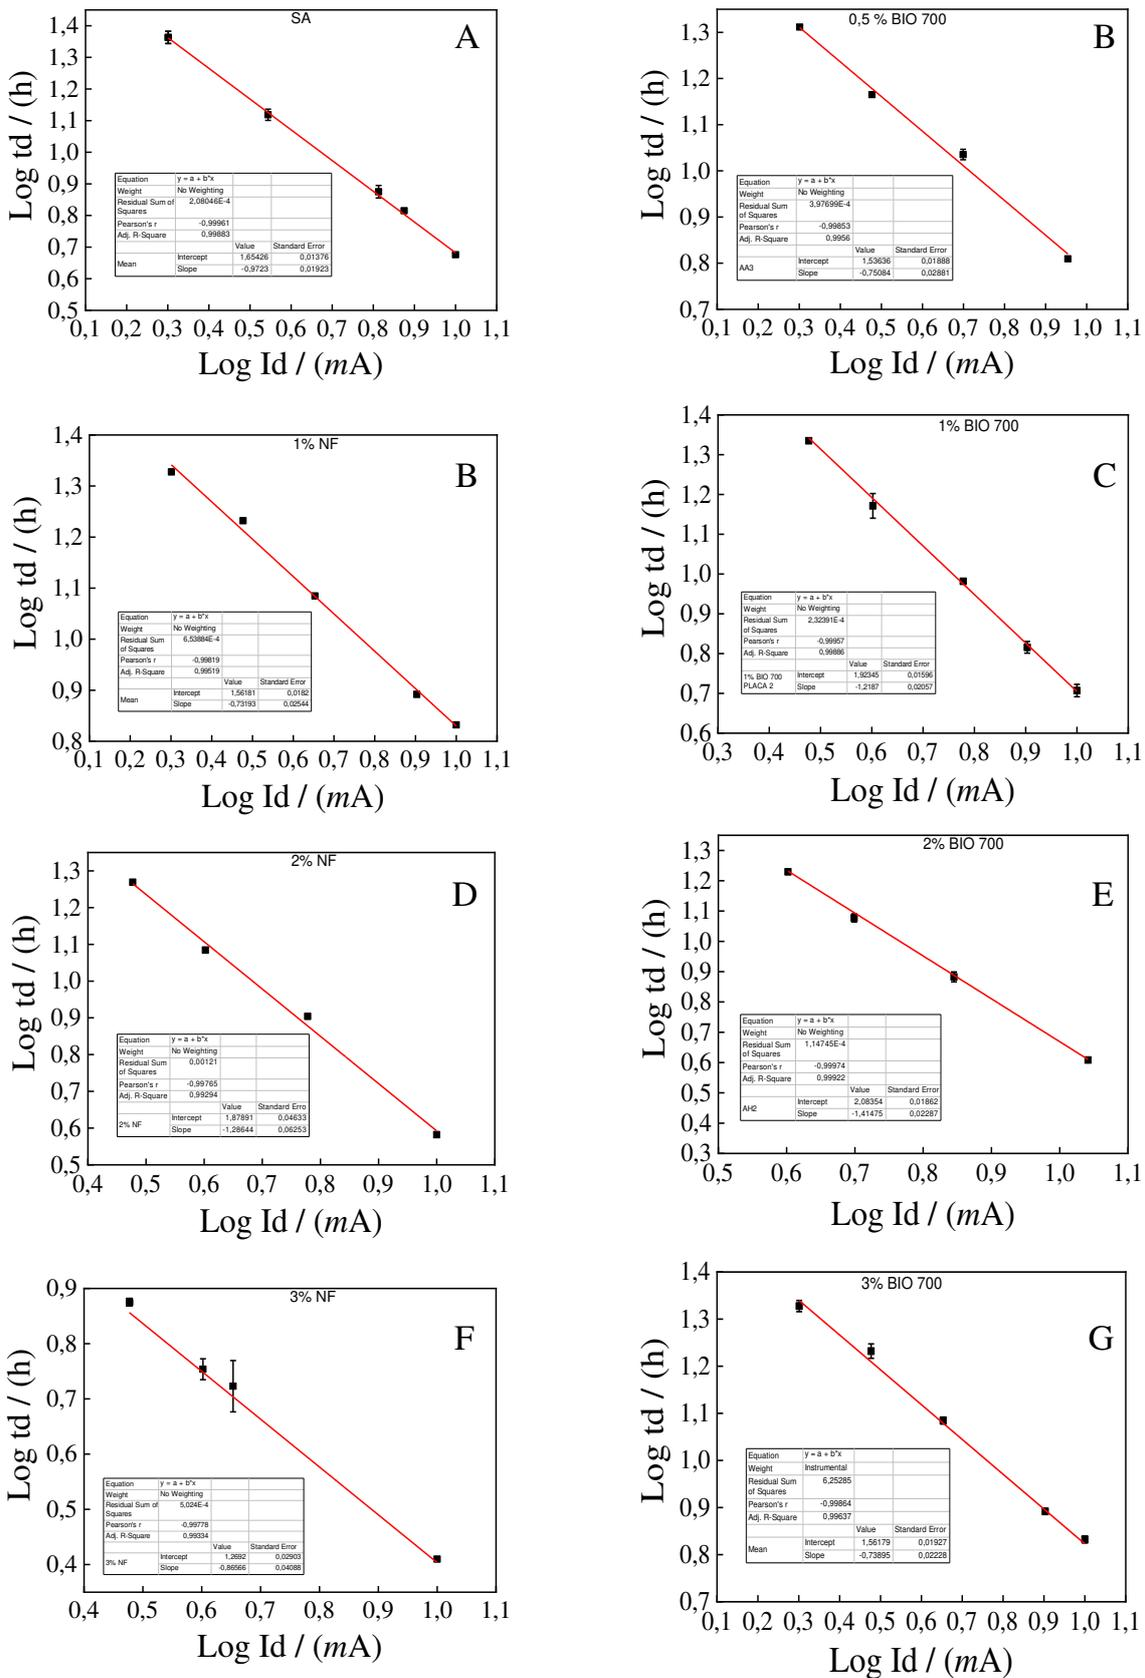 SA
A
Log td / (h)
1,4
1,3
1,2
1,1
1,0
0,9
0,8
0,7
0,6
0,5
Equation y = a + b*x
Weight No Weighting
Residual Sum of Squares 2,08046E-4
Pearson's r -0,99961
Adj. R-Square 0,99883
Value Standard Error
Mean Intercept 1,65426 0,01376
Slope -0,9723 0,01923
0,1 0,2 0,3 0,4 0,5 0,6 0,7 0,8 0,9 1,0 1,1
Log Id / (mA)
0,5 % BIO 700
B
Log td / (h)
1,3
1,2
1,1
1,0
0,9
0,8
0,7
Equation y = a + b*x
Weight No Weighting
Residual Sum of Squares 3,97699E-4
Pearson's r -0,99853
Adj. R-Square 0,9956
Value Standard Error
AA3 Intercept 1,53636 0,01888
Slope -0,75084 0,02881
0,1 0,2 0,3 0,4 0,5 0,6 0,7 0,8 0,9 1,0 1,1
Log Id / (mA)
1% NF
B
Log td / (h)
1,4
1,3
1,2
1,1
1,0
0,9
0,8
Equation y = a + b*x
Weight No Weighting
Residual Sum of Squares 6,53884E-4
Pearson's r -0,99819
Adj. R-Square 0,99519
Value Standard Error
Mean Intercept 1,56181 0,0182
Slope -0,73193 0,02544
0,1 0,2 0,3 0,4 0,5 0,6 0,7 0,8 0,9 1,0 1,1
Log Id / (mA)
1% BIO 700
C
Log td / (h)
1,4
1,3
1,2
1,1
1,0
0,9
0,8
0,7
0,6
Equation y = a + b*x
Weight No Weighting
Residual Sum of Squares 2,32391E-4
Pearson's r -0,99957
Adj. R-Square 0,99886
Value Standard Error
1% BIO 700 PLACA 2 Intercept 1,92345 0,01596
Slope -1,2187 0,02057
0,3 0,4 0,5 0,6 0,7 0,8 0,9 1,0 1,1
Log Id / (mA)
2% NF
D
Log td / (h)
1,3
1,2
1,1
1,0
0,9
0,8
0,7
0,6
0,5
Equation y = a + b*x
Weight No Weighting
Residual Sum of Squares 0,00121
Pearson's r -0,99765
Adj. R-Square 0,99294
Value Standard Erro
2% NF Intercept 1,87891 0,04633
Slope -1,28644 0,06253
0,4 0,5 0,6 0,7 0,8 0,9 1,0 1,1
Log Id / (mA)
2% BIO 700
E
Log td / (h)
1,3
1,2
1,1
1,0
0,9
0,8
0,7
0,6
0,5
0,4
0,3
Equation y = a + b*x
Weight No Weighting
Residual Sum of Squares 1,14745E-4
Pearson's r -0,99974
Adj. R-Square 0,99922
Value Standard Error
AH2 Intercept 2,08354 0,01862
Slope -1,41475 0,02287
0,5 0,6 0,7 0,8 0,9 1,0 1,1
Log Id / (mA)
3% NF
F
Log td / (h)
0,9
0,8
0,7
0,6
0,5
0,4
Equation y = a + b*x
Weight No Weighting
Residual Sum of Squares 5,024E-4
Pearson's r -0,99778
Adj. R-Square 0,99334
Value Standard Error
3% NF Intercept 1,2692 0,02903
Slope -0,86566 0,04088
0,4 0,5 0,6 0,7 0,8 0,9 1,0 1,1
Log Id / (mA)
3% BIO 700
G
Log td / (h)
1,4
1,3
1,2
1,1
1,0
0,9
0,8
0,7
Equation y = a + b*x
Weight Instrumental
Residual Sum of Squares 6,25285
Pearson's r -0,99864
Adj. R-Square 0,99637
Value Standard Error
Mean Intercept 1,56179 0,01927
Slope -0,73895 0,02228
0,1 0,2 0,3 0,4 0,5 0,6 0,7 0,8 0,9 1,0 1,1
Log Id / (mA)